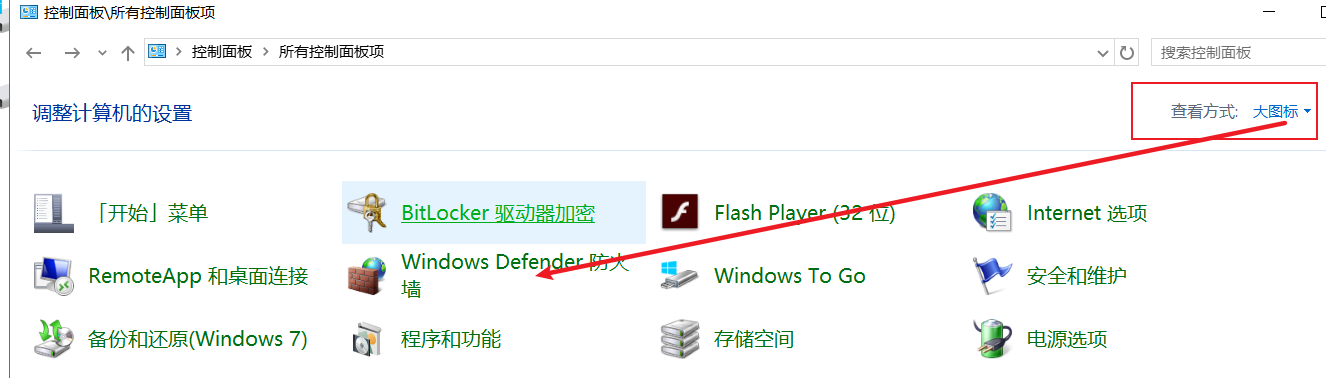 控制面板\所有控制面板项
控制面板 所有控制面板项
搜索控制面板
调整计算机的设置
查看方式: 大图标
「开始」菜单
BitLocker 驱动器加密
Flash Player (32 位)
Internet 选项
RemoteApp 和桌面连接
Windows Defender 防火
墙
Windows To Go
安全和维护
备份和还原(Windows 7)
程序和功能
存储空间
电源选项